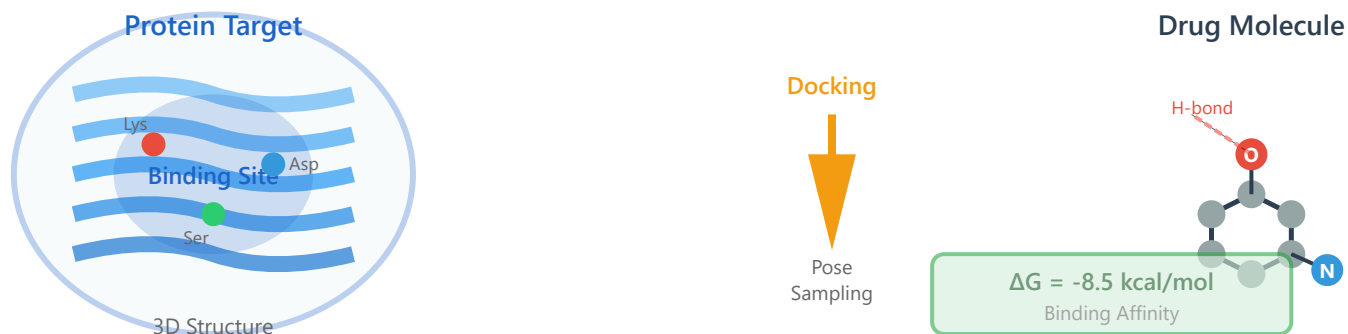 Protein Target
Lys
Asp
Binding Site
Ser
3D Structure
Docking
Pose
Sampling
Drug Molecule
H-bond
O
N
ΔG = -8.5 kcal/mol
Binding Affinity